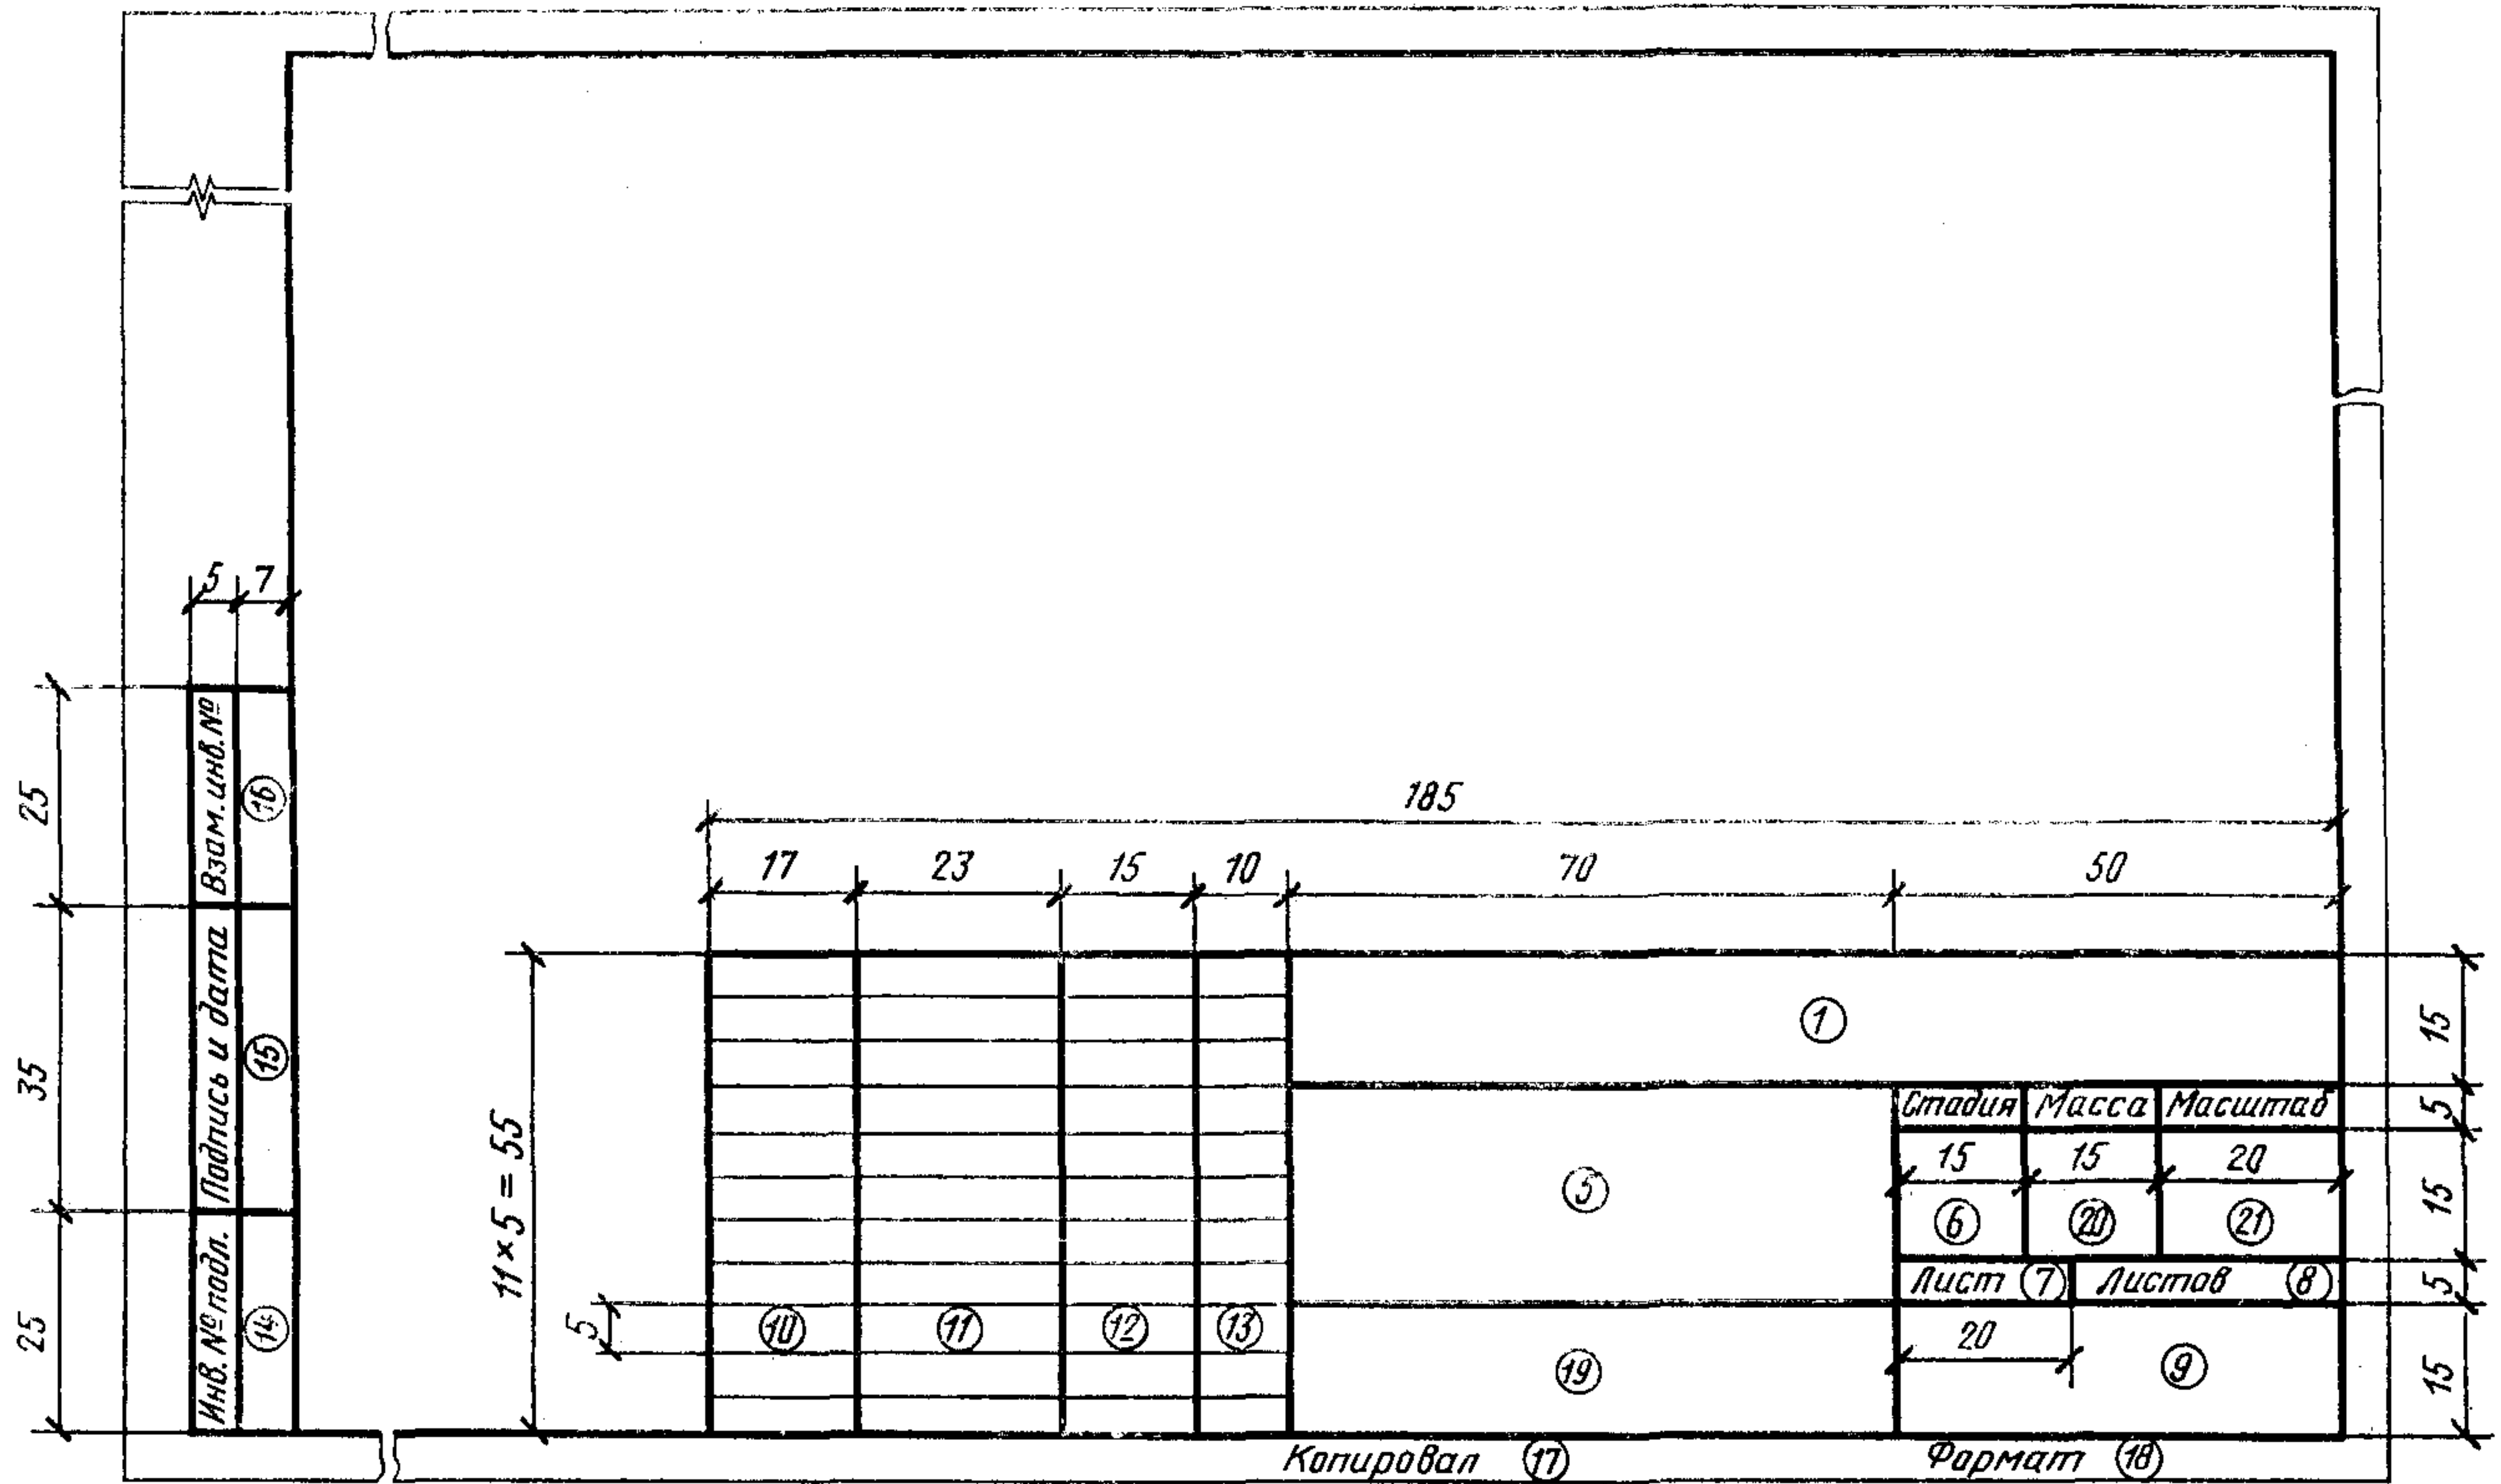 5 7
25
Взам. инв. №
16
35
Подпись и дата
15
25
Инв. № подл.
14
185
17 23 15 10 70 50
11 × 5 = 55
5
1
15
Стадия Масса Масштаб
5
15 15 20
5
6 20 21
15
Лист 7 Листов 8
5
10 11 12 13
20
19
9
15
Копировал 17 Формат 18